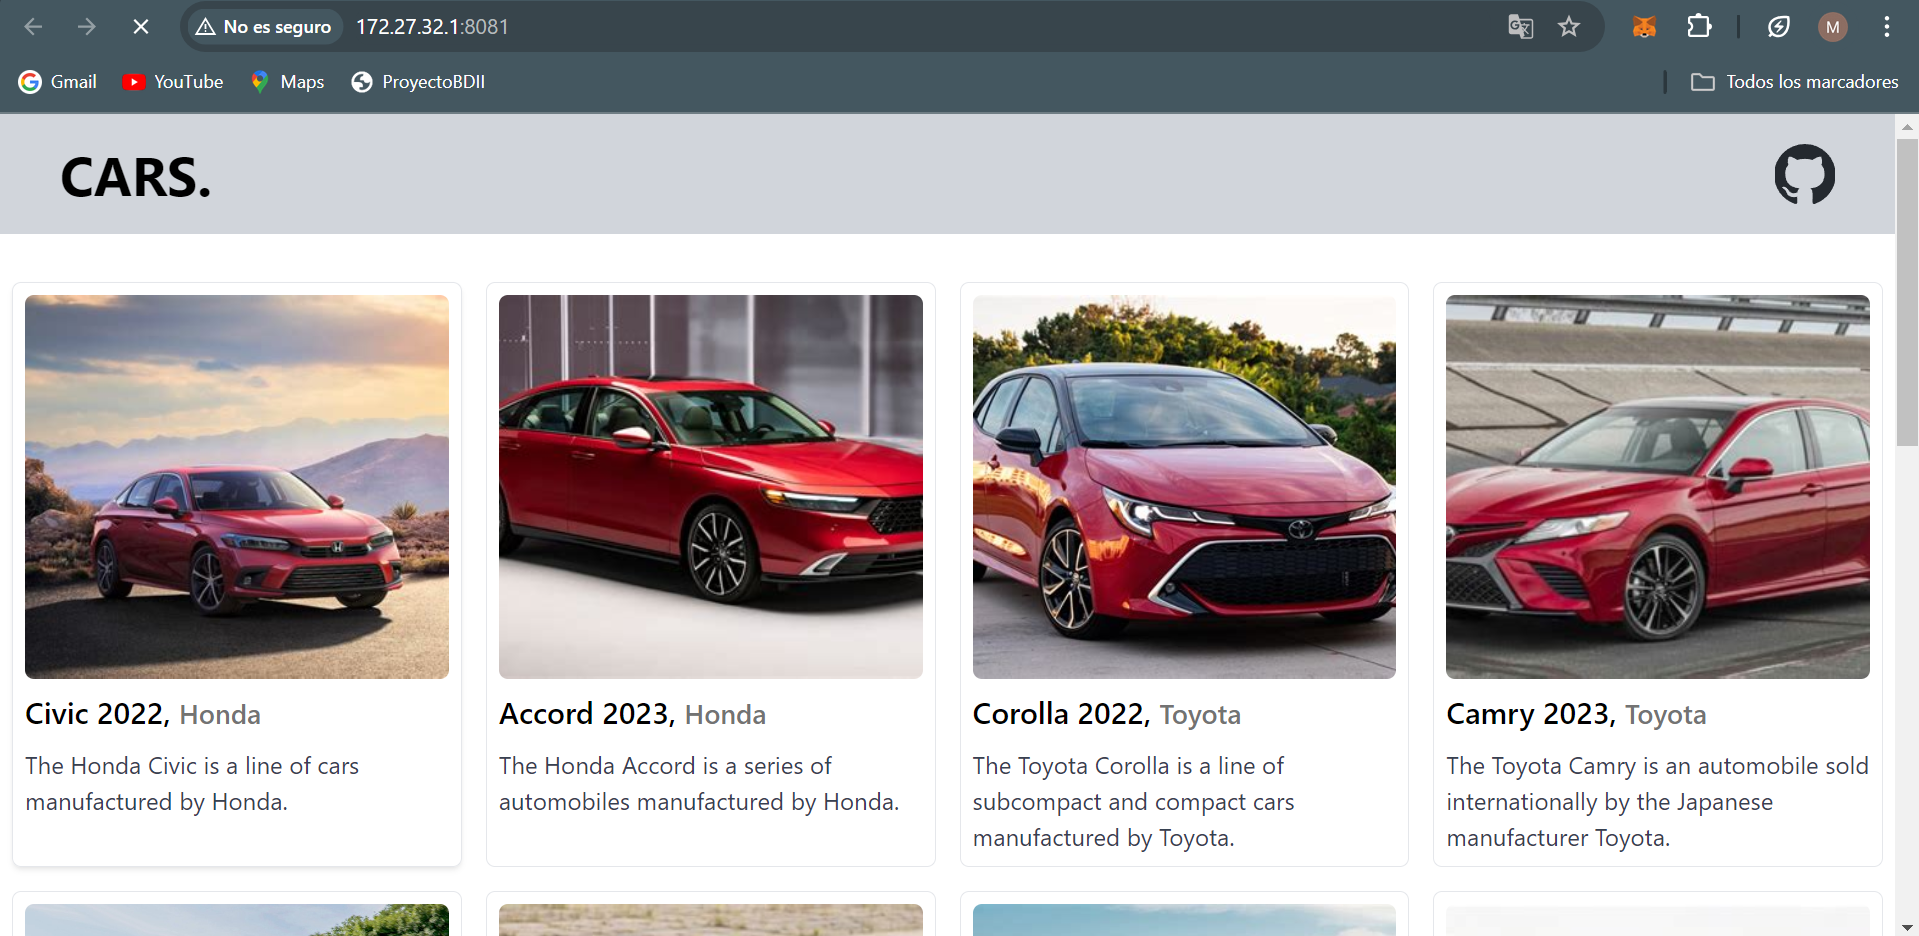 No es seguro 172.27.32.1:8081 M
Gmail YouTube Maps ProyectoBDII Todos los marcadores
CARS.
Civic 2022, Honda
The Honda Civic is a line of cars
manufactured by Honda.
Accord 2023, Honda
The Honda Accord is a series of
automobiles manufactured by Honda.
Corolla 2022, Toyota
The Toyota Corolla is a line of
subcompact and compact cars
manufactured by Toyota.
Camry 2023, Toyota
The Toyota Camry is an automobile sold
internationally by the Japanese
manufacturer Toyota.